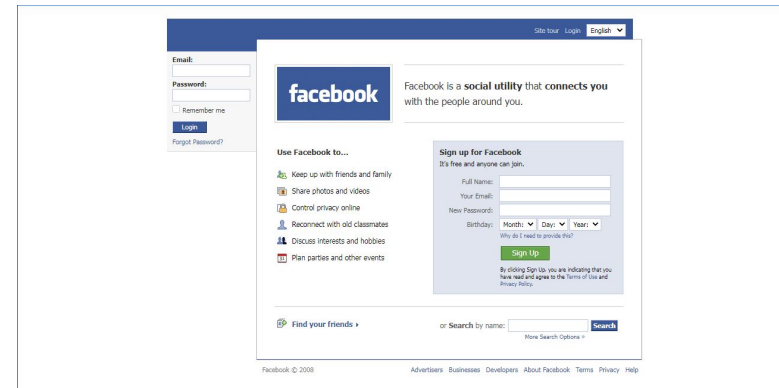 Site tour Login English
Email:
Password:
Remember me
Login
Forgot Password?
facebook
Facebook is a social utility that connects you
with the people around you.
Use Facebook to...
Keep up with friends and family
Share photos and videos
Control privacy online
Reconnect with old classmates
Discuss interests and hobbies
Plan parties and other events
Sign up for Facebook
It's free and anyone can join.
Full Name:
Your Email:
New Password:
Birthday: Month: Day: Year:
Why do I need to provide this?
Sign Up
By clicking Sign Up, you are indicating that you
have read and agree to the Terms of Use and
Privacy Policy.
Find your friends
or Search by name: Search
More Search Options »
Facebook © 2008
Advertisers Businesses Developers About Facebook Terms Privacy Help